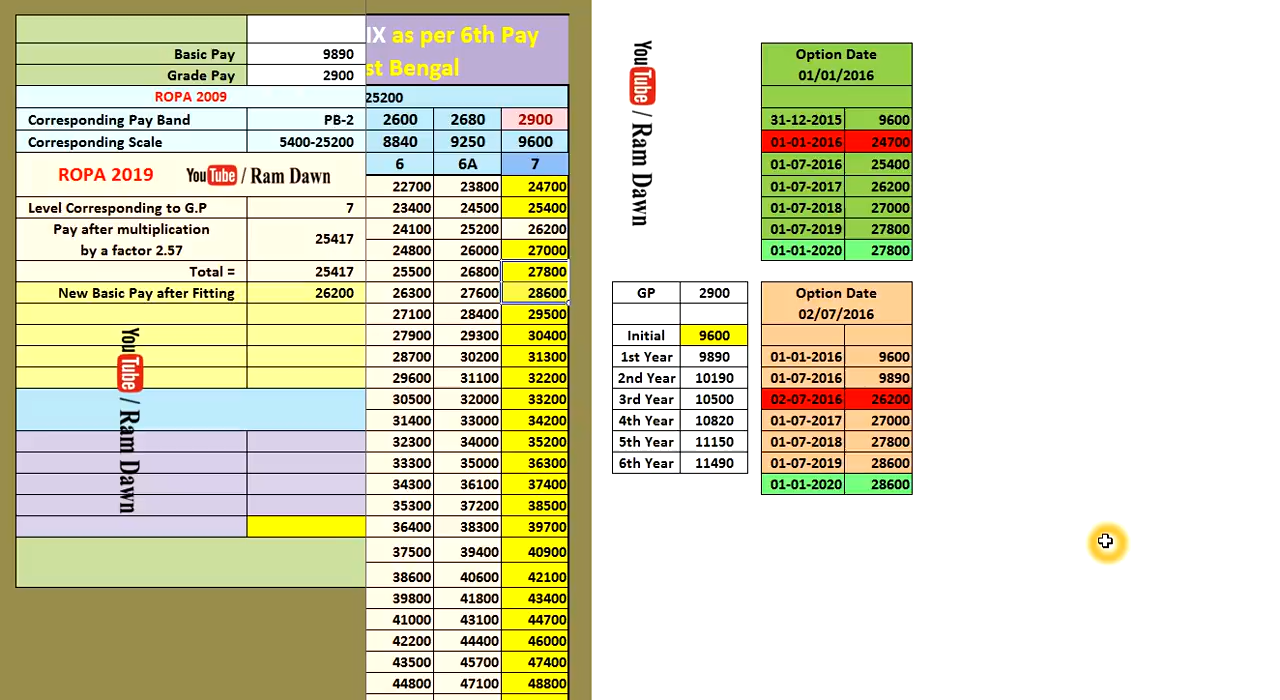 IX as per 6th Pay
st Bengal
Basic Pay 9890
Grade Pay 2900
ROPA 2009 25200
Corresponding Pay Band PB-2 2600 2680 2900
Corresponding Scale 5400-25200 8840 9250 9600
6 6A 7
ROPA 2019 YouTube / Ram Dawn
22700 23800 24700
Level Corresponding to G.P 7 23400 24500 25400
Pay after multiplication 24100 25200 26200
25417
by a factor 2.57 24800 26000 27000
Total = 25417 25500 26800 27800
New Basic Pay after Fitting 26200 26300 27600 28600
27100 28400 29500
27900 29300 30400
28700 30200 31300
29600 31100 32200
30500 32000 33200
31400 33000 34200
32300 34000 35200
33300 35000 36300
34300 36100 37400
35300 37200 38500
36400 38300 39700
37500 39400 40900
38600 40600 42100
39800 41800 43400
41000 43100 44700
42200 44400 46000
43500 45700 47400
44800 47100 48800
YouTube / Ram Dawn
YouTube / Ram Dawn
Option Date
01/01/2016
31-12-2015 9600
01-01-2016 24700
01-07-2016 25400
01-07-2017 26200
01-07-2018 27000
01-07-2019 27800
01-01-2020 27800
GP 2900
Initial 9600
1st Year 9890
2nd Year 10190
3rd Year 10500
4th Year 10820
5th Year 11150
6th Year 11490
Option Date
02/07/2016
01-01-2016 9600
01-07-2016 9890
02-07-2016 26200
01-07-2017 27000
01-07-2018 27800
01-07-2019 28600
01-01-2020 28600